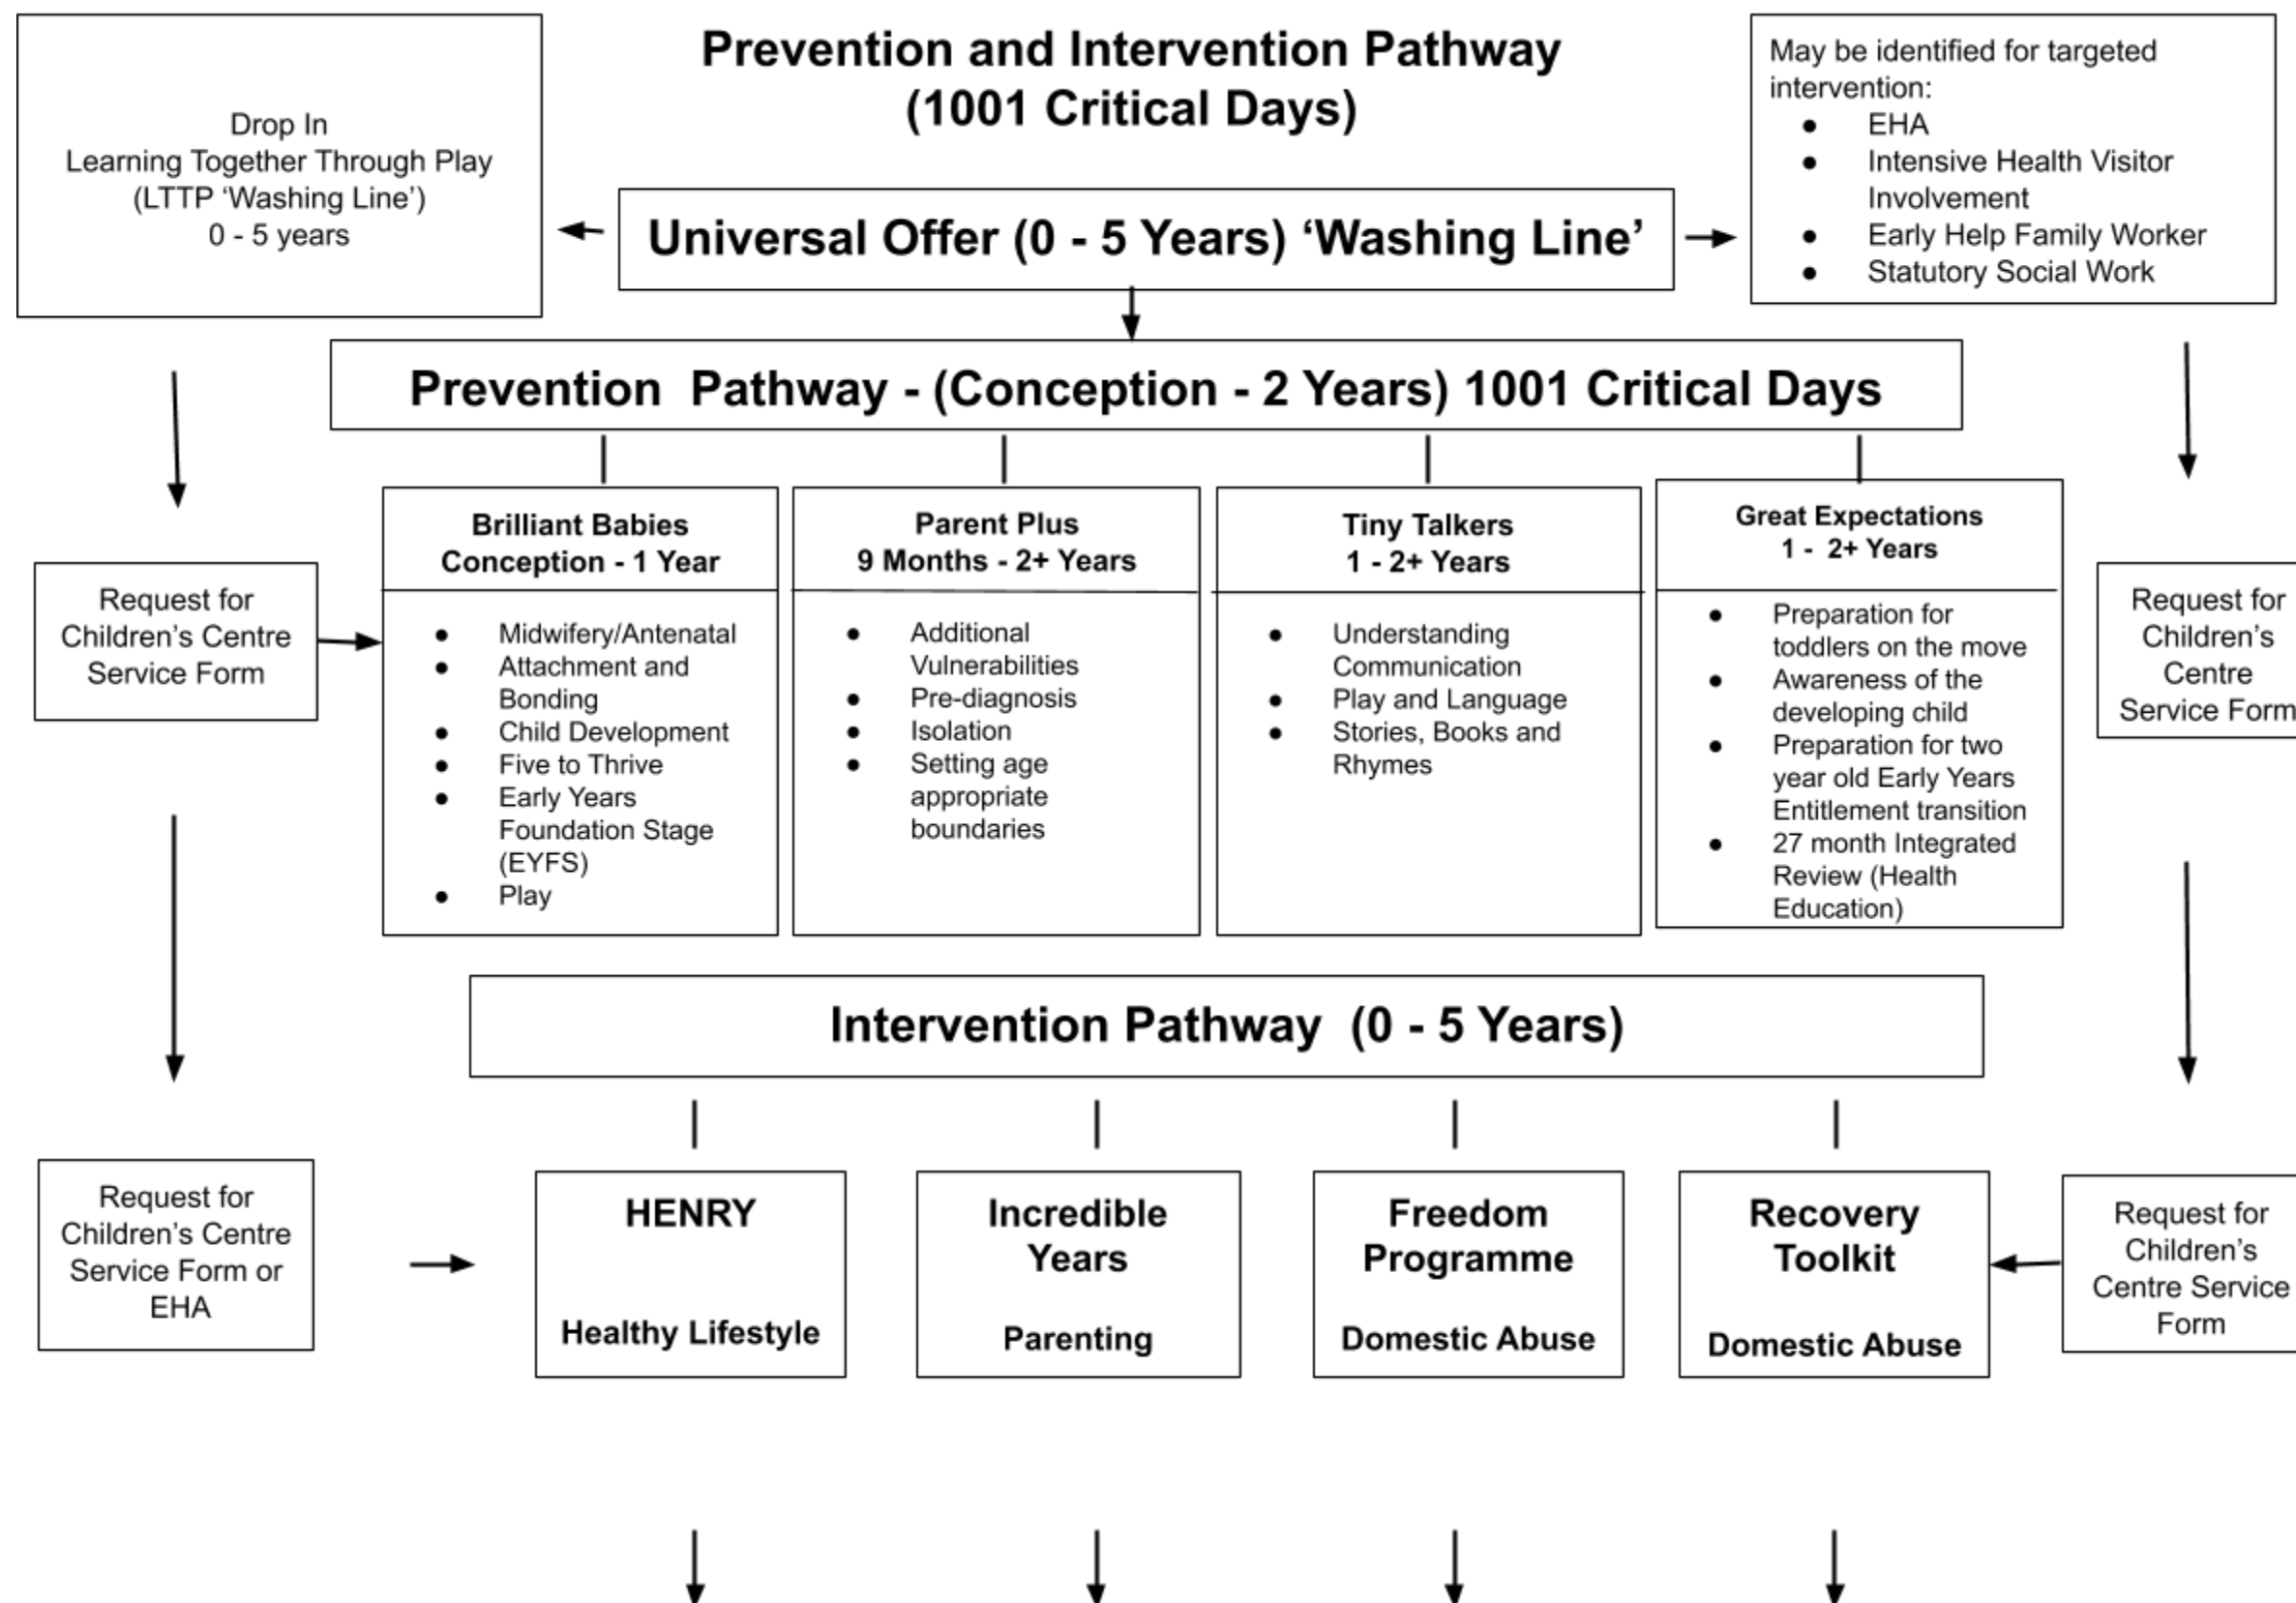 Prevention and Intervention Pathway
(1001 Critical Days)
Drop In
Learning Together Through Play
(LTTP ‘Washing Line’)
0 - 5 years
Universal Offer (0 - 5 Years) ‘Washing Line’
May be identified for targeted
intervention:
● EHA
● Intensive Health Visitor
Involvement
● Early Help Family Worker
● Statutory Social Work
Prevention Pathway - (Conception - 2 Years) 1001 Critical Days
Request for
Children’s Centre
Service Form
Brilliant Babies
Conception - 1 Year
● Midwifery/Antenatal
● Attachment and
Bonding
● Child Development
● Five to Thrive
● Early Years
Foundation Stage
(EYFS)
● Play
Parent Plus
9 Months - 2+ Years
● Additional
Vulnerabilities
● Pre-diagnosis
● Isolation
● Setting age
appropriate
boundaries
Tiny Talkers
1 - 2+ Years
● Understanding
Communication
● Play and Language
● Stories, Books and
Rhymes
Great Expectations
1 - 2+ Years
● Preparation for
toddlers on the move
● Awareness of the
developing child
● Preparation for two
year old Early Years
Entitlement transition
● 27 month Integrated
Review (Health
Education)
Request for
Children’s
Centre
Service Form
Intervention Pathway (0 - 5 Years)
Request for
Children’s Centre
Service Form or
EHA
HENRY
Healthy Lifestyle
Incredible
Years
Parenting
Freedom
Programme
Domestic Abuse
Recovery
Toolkit
Domestic Abuse
Request for
Children’s
Centre Service
Form